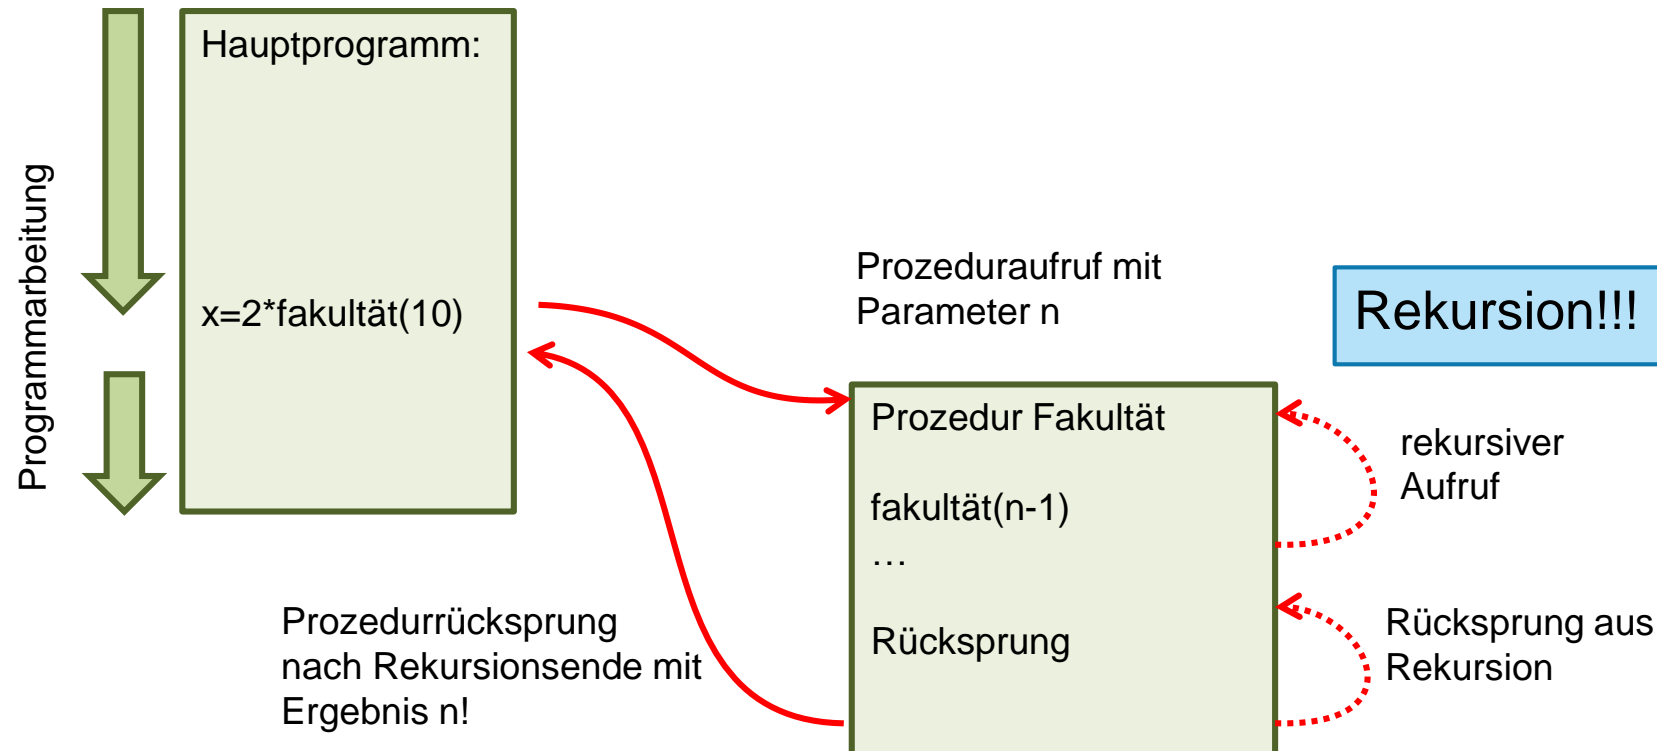 Programmarbeitung
Hauptprogramm:
x=2*fakultät(10)
Prozeduraufruf mit
Parameter n
Rekursion!!!
Prozedur Fakultät
fakultät(n-1)
…
Rücksprung
rekursiver
Aufruf
Rücksprung aus
Rekursion
Prozedurrücksprung
nach Rekursionsende mit
Ergebnis n!